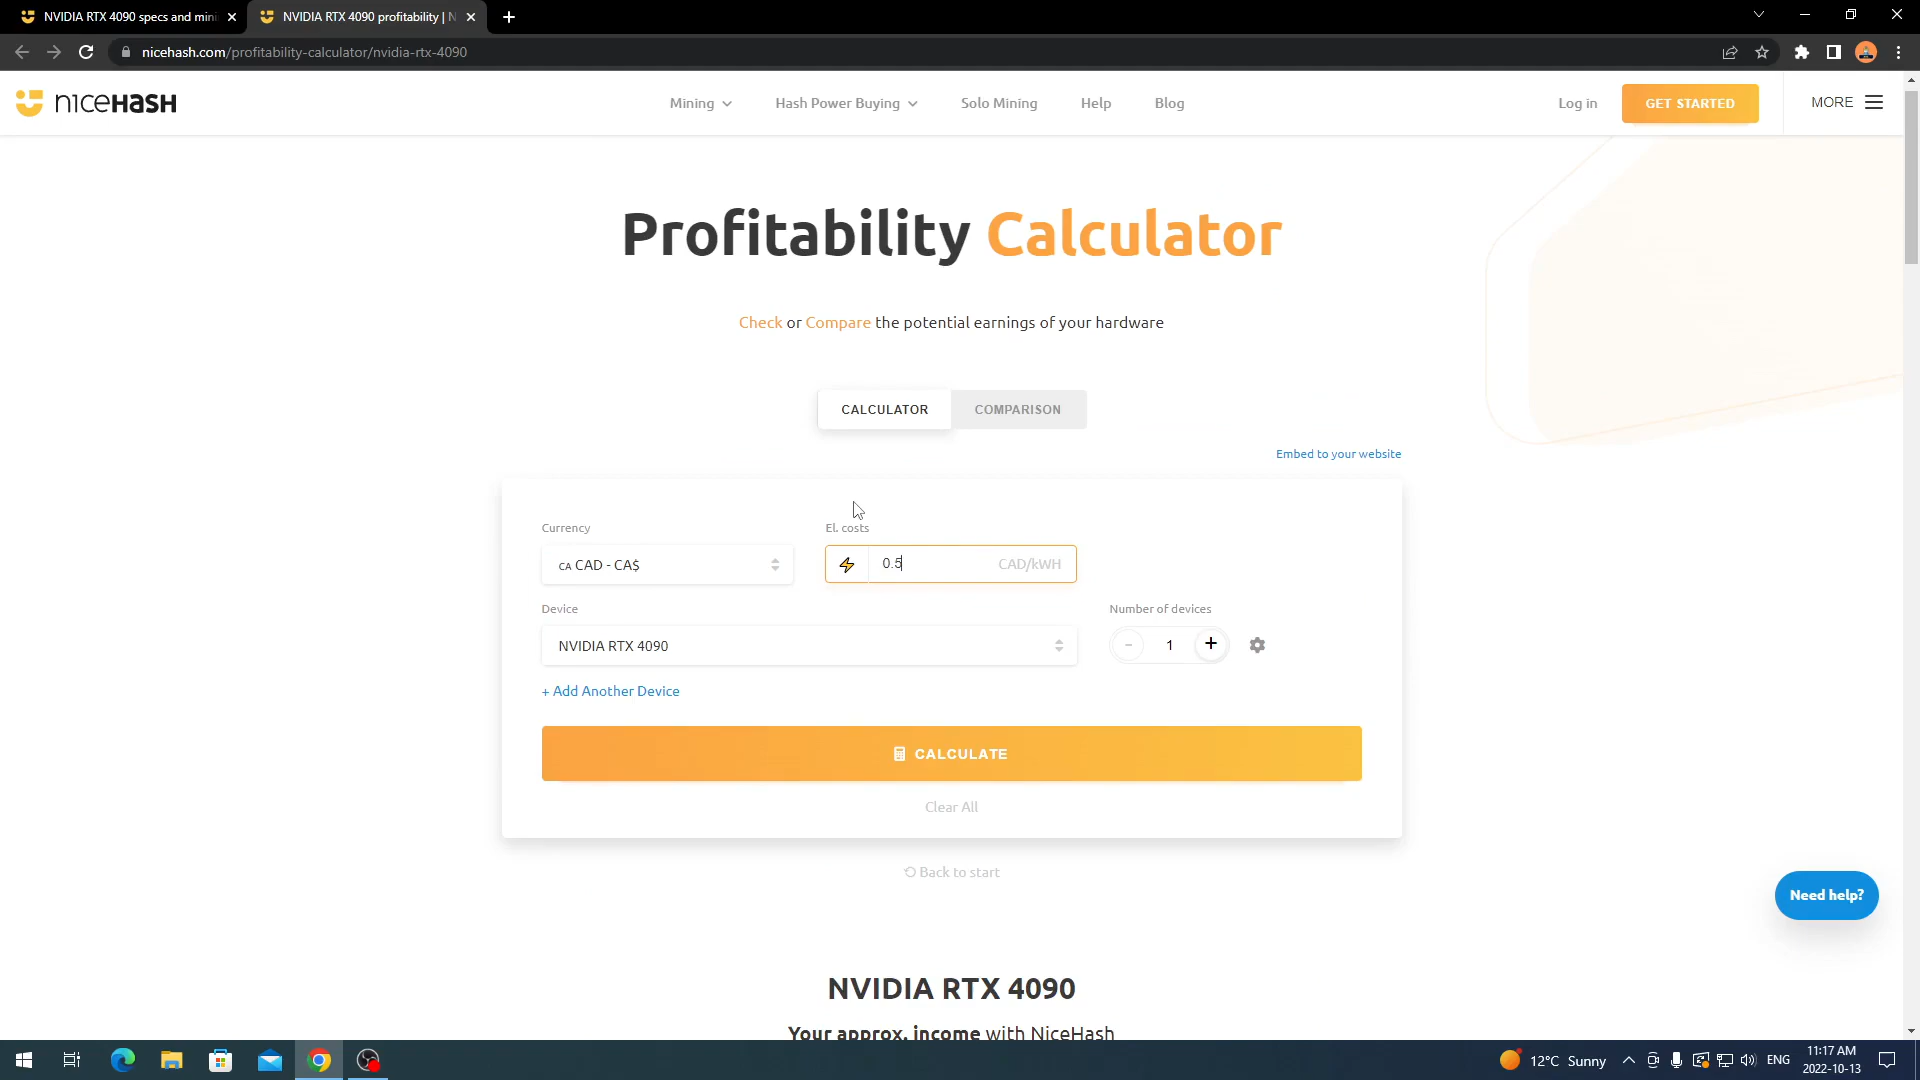 NVIDIA RTX 4090 specs and mini
NVIDIA RTX 4090 profitability | N
nicehash.com/profitability-calculator/nvidia-rtx-4090
niceHASH
Mining
Hash Power Buying
Solo Mining
Help
Blog
Log in
GET STARTED
MORE
Profitability Calculator
Check or Compare the potential earnings of your hardware
CALCULATOR
COMPARISON
Embed to your website
Currency
El. costs
CA CAD - CA$
0.5
CAD/kWH
Device
Number of devices
NVIDIA RTX 4090
- 1 +
+ Add Another Device
CALCULATE
Clear All
Back to start
Need help?
NVIDIA RTX 4090
Your approx. income with NiceHash
12°C Sunny
ENG
11:17 AM
2022-10-13